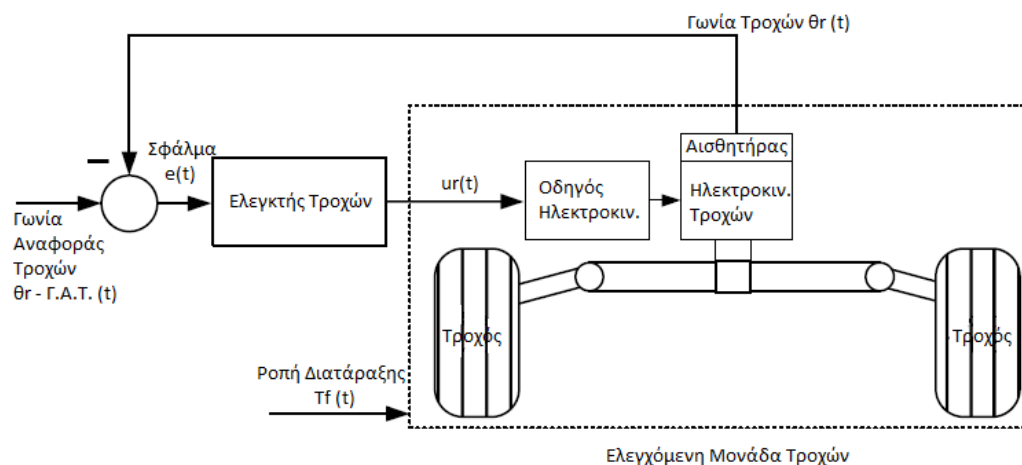 Γωνία Τροχών θr (t)
Σφάλμα
e(t)
Ελεγκτής Τροχών
ur(t)
Οδηγός
Ηλεκτροκιν.
Αισθητήρας
Ηλεκτροκιν.
Τροχών
Γωνία
Αναφοράς
Τροχών
θr - Γ.Α.Τ. (t)
Τροχός
Τροχός
Ροπή Διατάραξης
Tf (t)
Ελεγχόμενη Μονάδα Τροχών